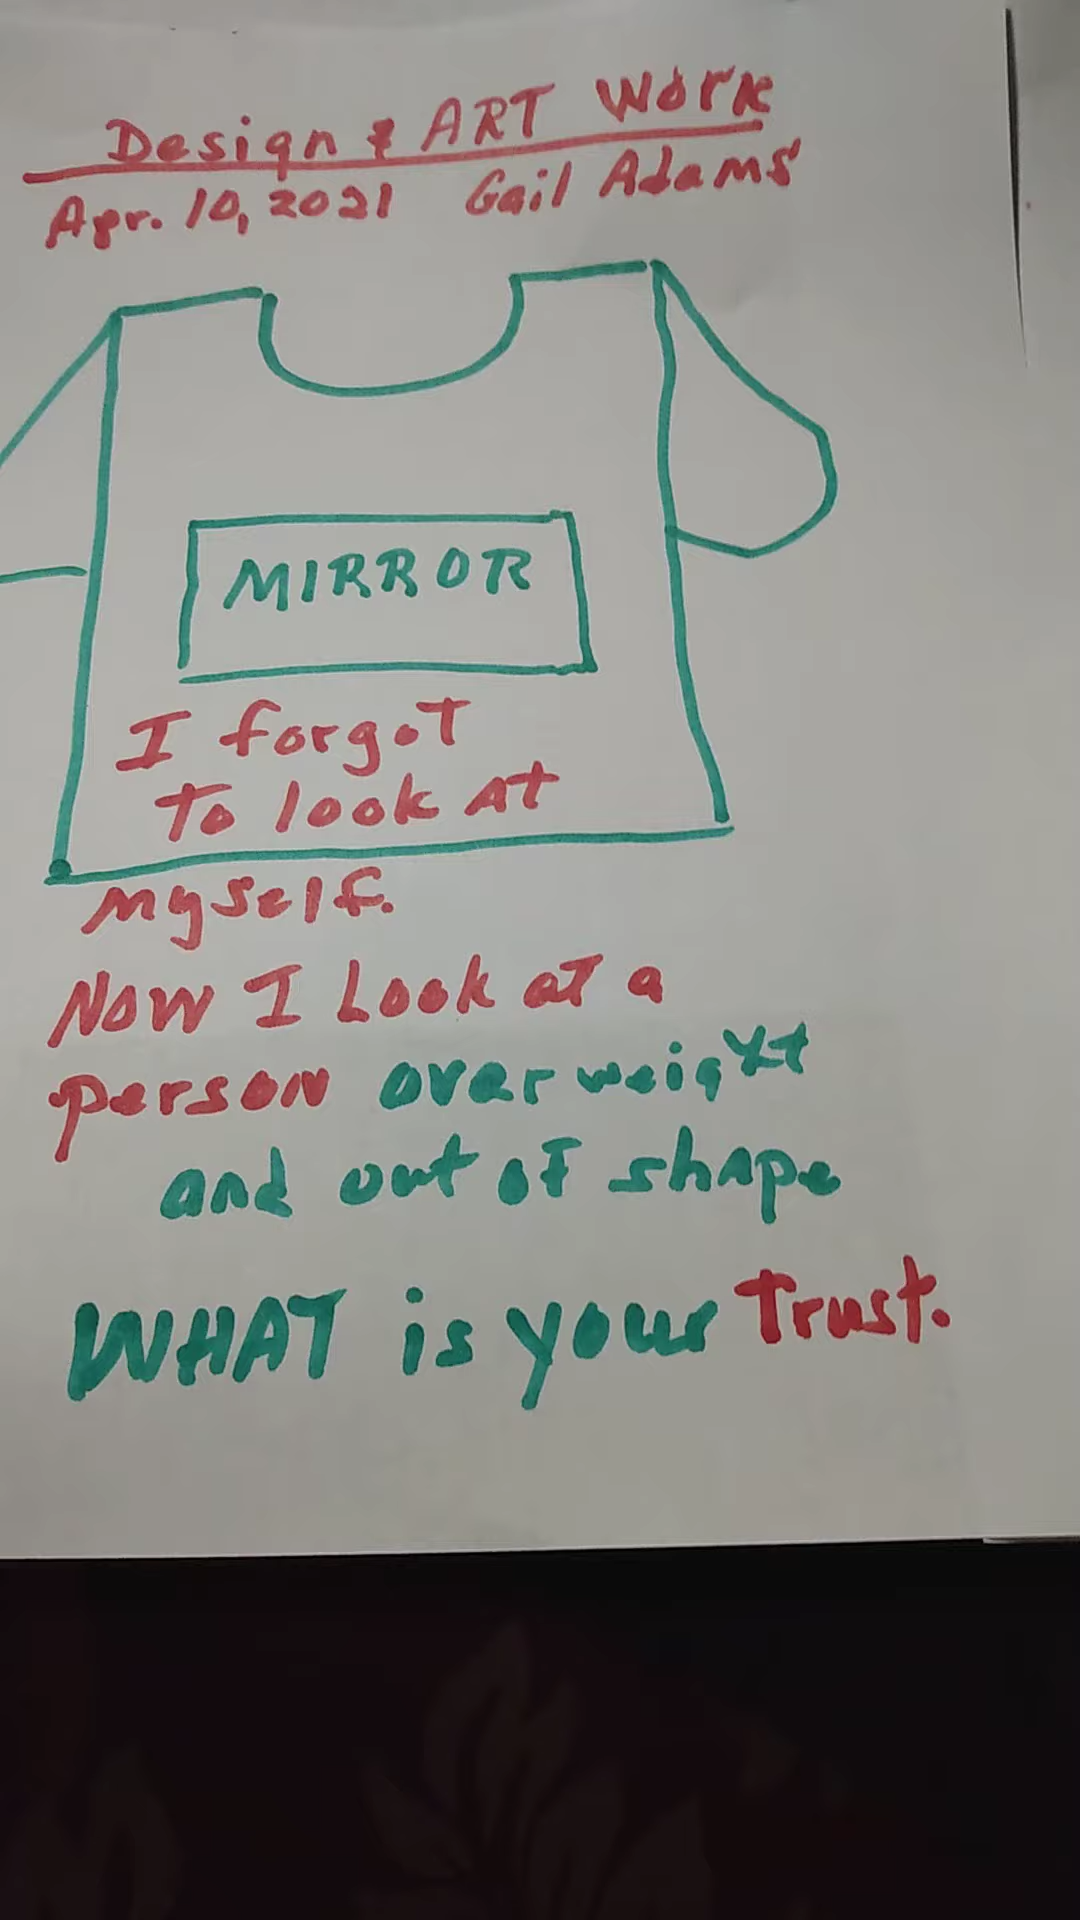 Design & ART Work
Apr. 10, 2021 Gail Adams
MIRROR
I forgot
To look at
myself.
Now I Look at a
person overweight
and out of shape
WHAT is your Trust.